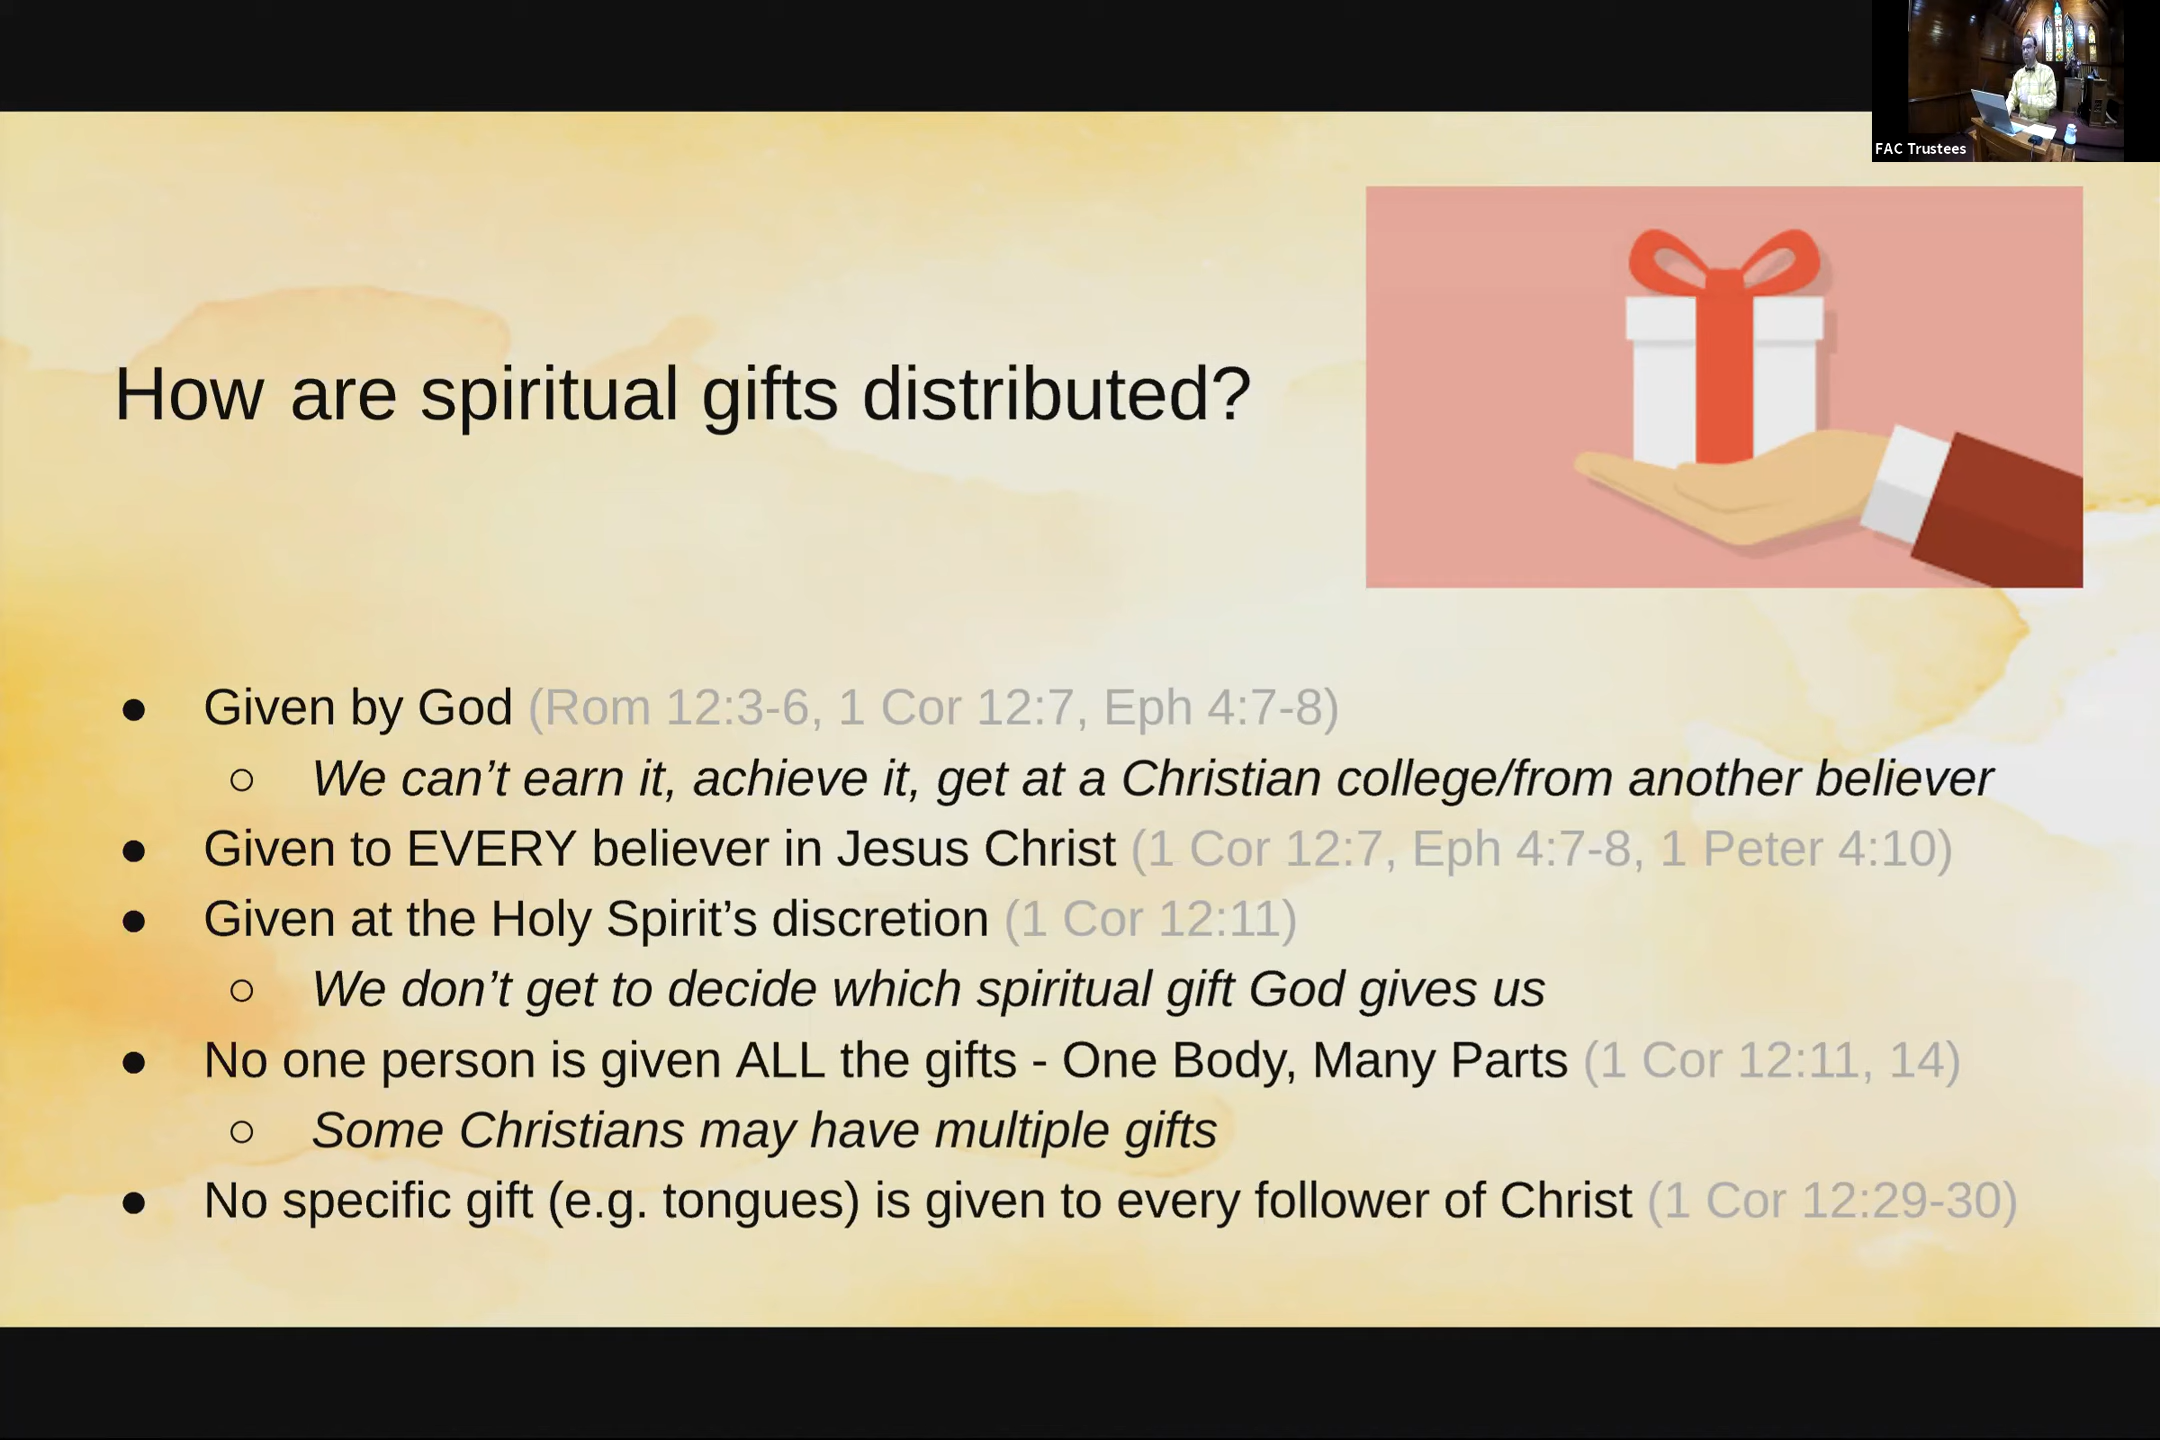 FAC Trustees
How are spiritual gifts distributed?
● Given by God (Rom 12:3-6, 1 Cor 12:7, Eph 4:7-8)
○ We can’t earn it, achieve it, get at a Christian college/from another believer
● Given to EVERY believer in Jesus Christ (1 Cor 12:7, Eph 4:7-8, 1 Peter 4:10)
● Given at the Holy Spirit’s discretion (1 Cor 12:11)
○ We don’t get to decide which spiritual gift God gives us
● No one person is given ALL the gifts - One Body, Many Parts (1 Cor 12:11, 14)
○ Some Christians may have multiple gifts
● No specific gift (e.g. tongues) is given to every follower of Christ (1 Cor 12:29-30)